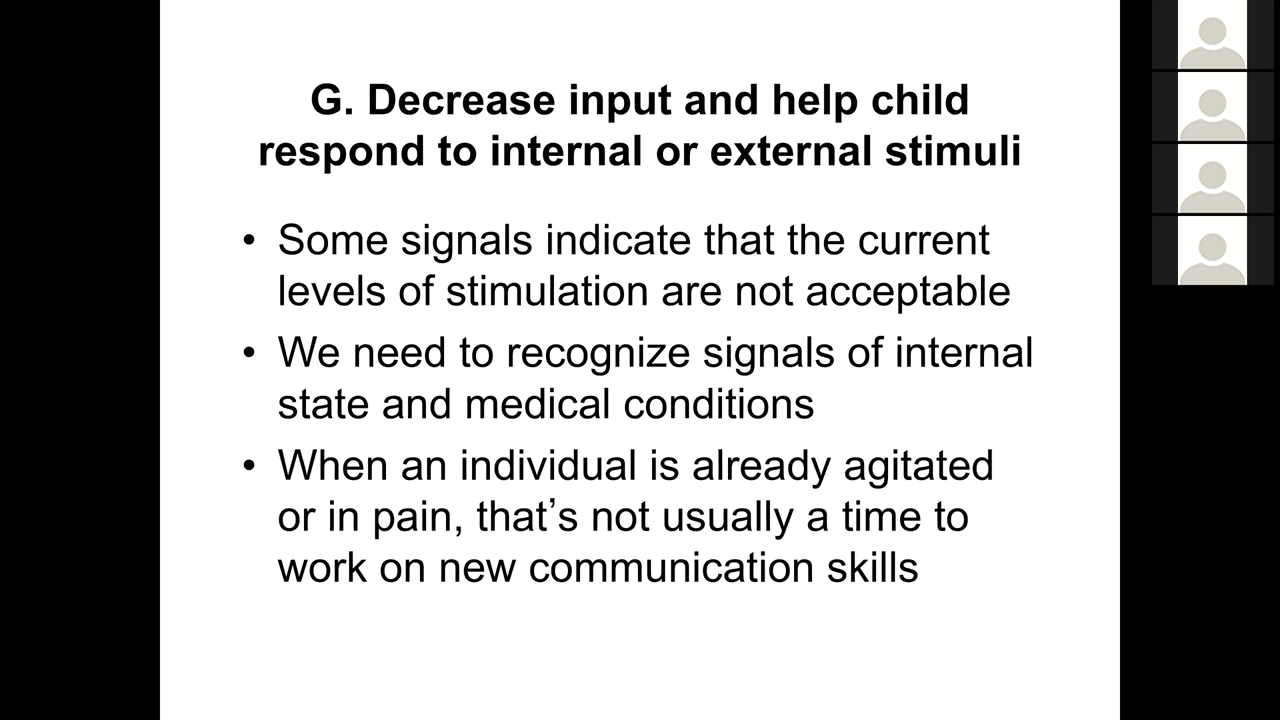 G. Decrease input and help child
respond to internal or external stimuli
• Some signals indicate that the current
levels of stimulation are not acceptable
• We need to recognize signals of internal
state and medical conditions
• When an individual is already agitated
or in pain, that’s not usually a time to
work on new communication skills